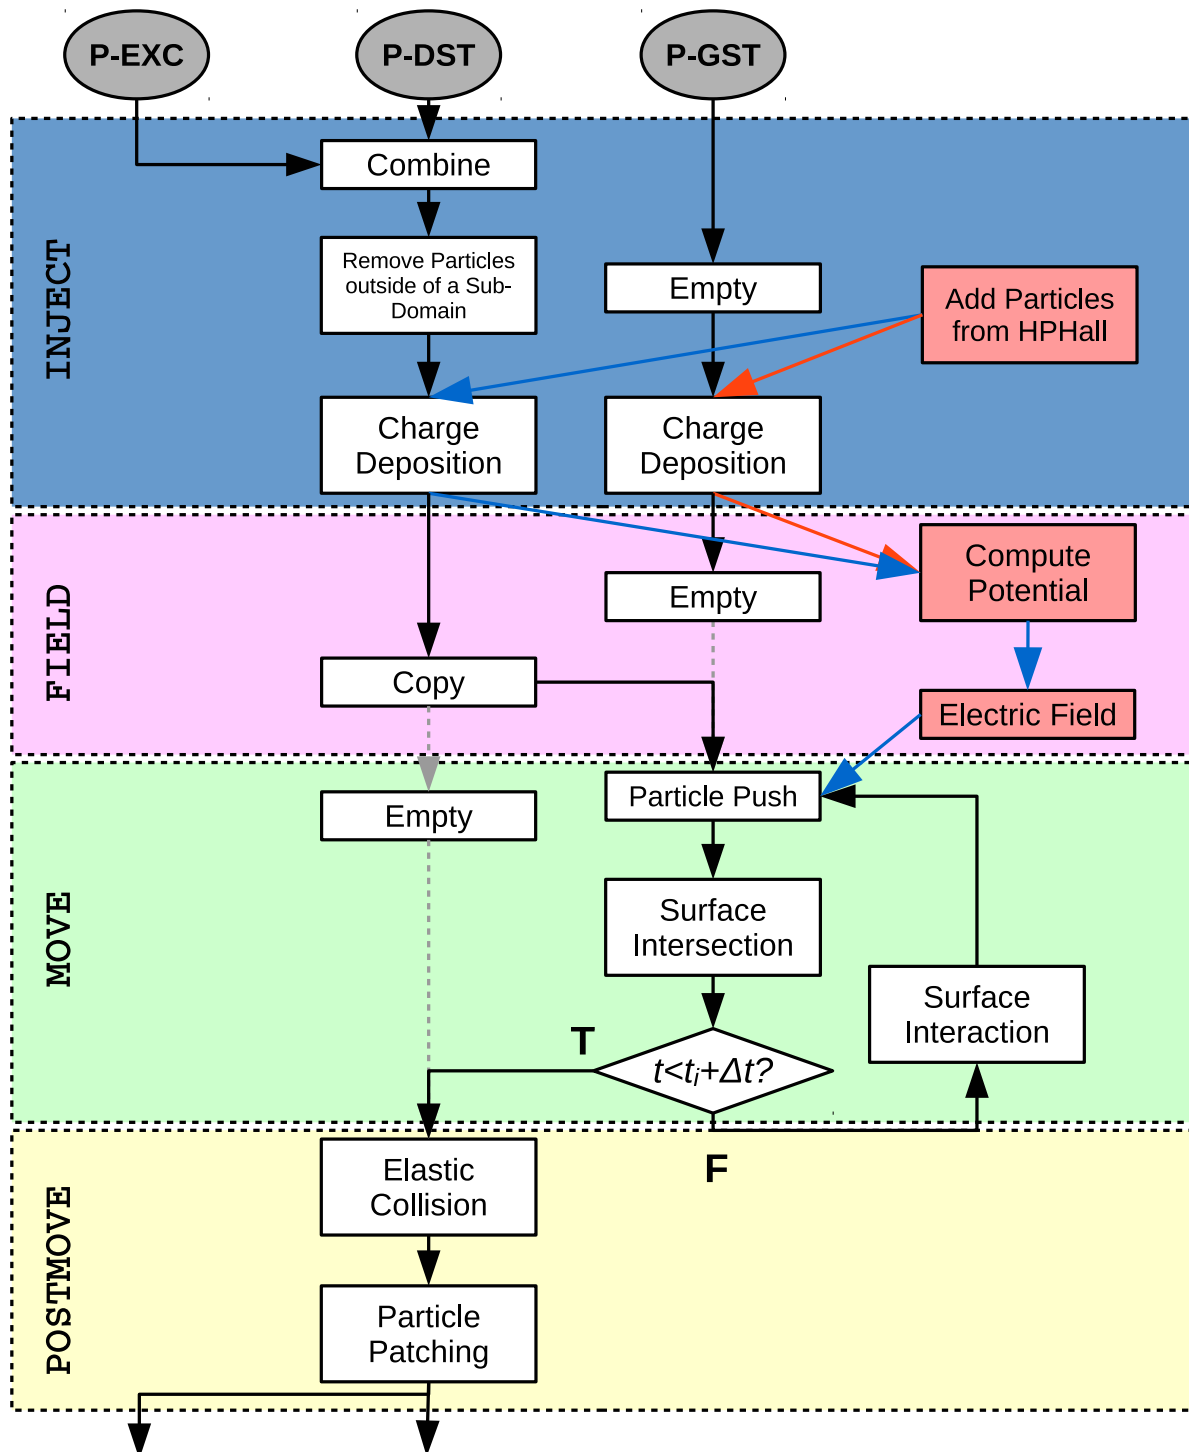 P-EXC
P-DST
P-GST
INJECT
Combine
Remove Particles
outside of a Sub-
Domain
Empty
Add Particles
from HPHall
Charge
Deposition
Charge
Deposition
FIELD
Compute
Potential
Empty
Copy
Electric Field
MOVE
Particle Push
Empty
Surface
Intersection
Surface
Interaction
T
t<tᵢ+Δt?
F
POSTMOVE
Elastic
Collision
Particle
Patching